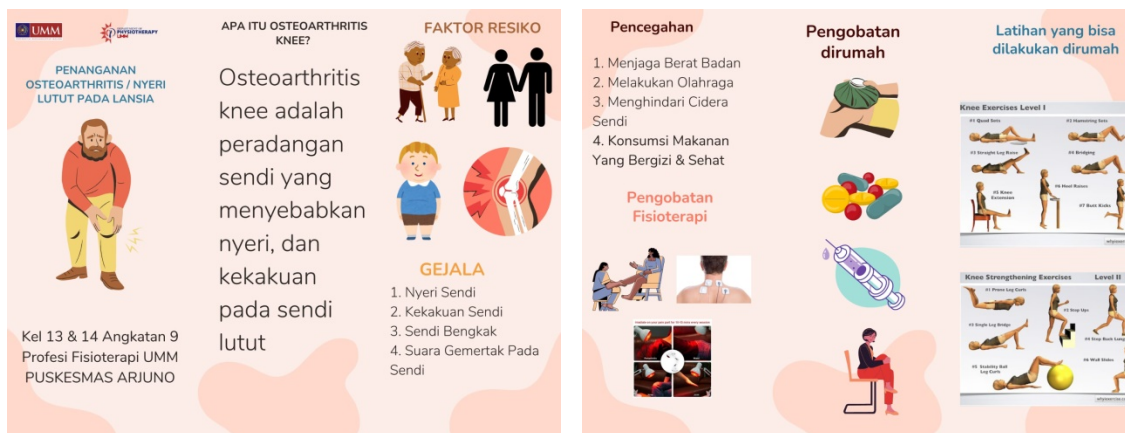 UMM
PHYSIOTHERAPY
UMM
PENANGANAN
OSTEOARTHRITIS / NYERI
LUTUT PADA LANSIA
Kel 13 & 14 Angkatan 9
Profesi Fisioterapi UMM
PUSKESMAS ARJUNO
APA ITU OSTEOARTHRITIS
KNEE?
Osteoarthritis
knee adalah
peradangan
sendi yang
menyebabkan
nyeri, dan
kekakuan
pada sendi
lutut
FAKTOR RESIKO
GEJALA
1. Nyeri Sendi
2. Kekakuan Sendi
3. Sendi Bengkak
4. Suara Gemertak Pada
Sendi
Pencegahan
1. Menjaga Berat Badan
2. Melakukan Olahraga
3. Menghindari Cidera
Sendi
4. Konsumsi Makanan
Yang Bergizi & Sehat
Pengobatan
Fisioterapi
Pengobatan
dirumah
Latihan yang bisa
dilakukan dirumah
Knee Exercises Level I
#1 Quad Sets
#2 Hamstring Sets
#3 Straight Leg Raises
#4 Bridging
#5 Knee
Extension
#6 Heel Raises
#7 Butt Kicks
Knee Strengthening Exercises Level II
#1 Prone Leg Curls
#2 Step Ups
#3 Single Leg Bridge
#4 Step Back
#5 Stability Ball
Leg Curls
#6 Wall Slides